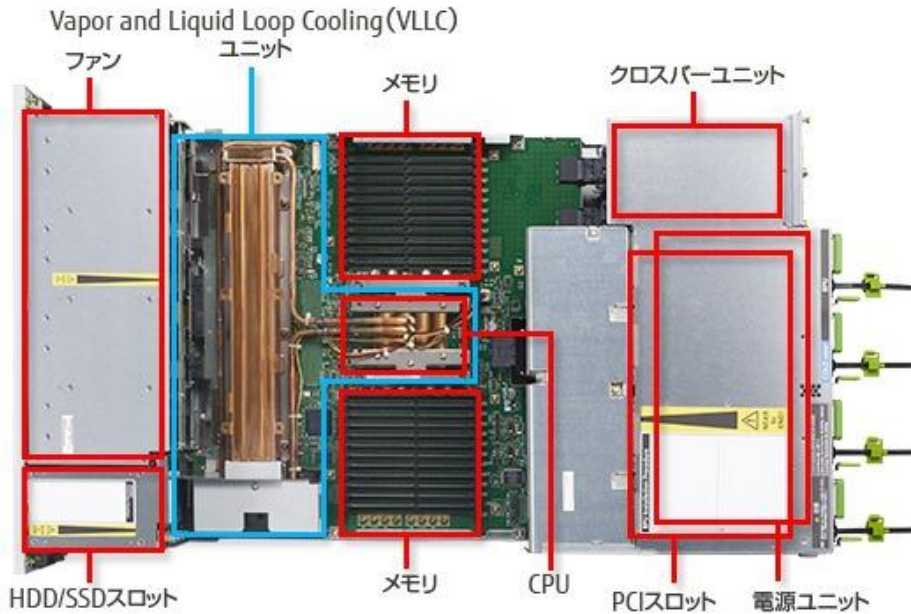 Vapor and Liquid Loop Cooling(VLLC)
ユニット
ファン
メモリ
クロスバーユニット
HDD/SSDスロット
メモリ
CPU
PCIスロット
電源ユニット